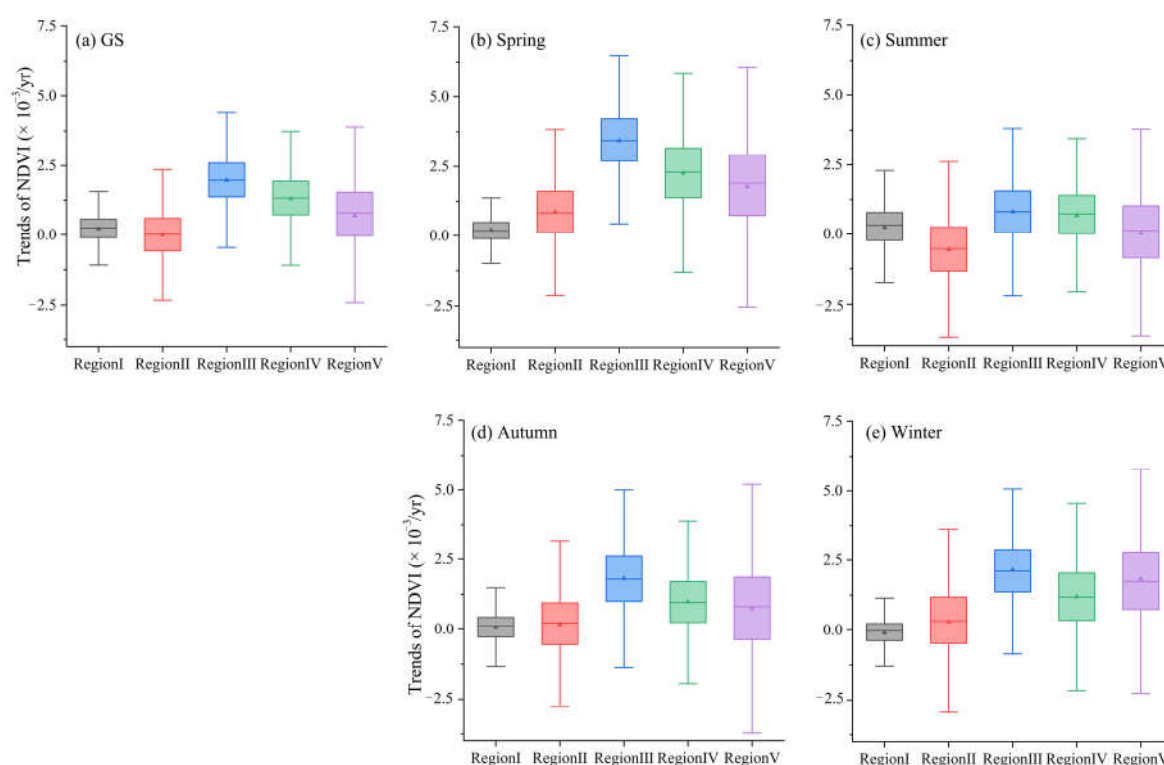 (a) GS
Trends of NDVI (× 10⁻³/yr)
7.5
5.0
2.5
0.0
−2.5
RegionI RegionII RegionIII RegionIV RegionV
(b) Spring
7.5
5.0
2.5
0.0
−2.5
RegionI RegionII RegionIII RegionIV RegionV
(c) Summer
7.5
5.0
2.5
0.0
−2.5
RegionI RegionII RegionIII RegionIV RegionV
(d) Autumn
Trends of NDVI (× 10⁻³/yr)
7.5
5.0
2.5
0.0
−2.5
RegionI RegionII RegionIII RegionIV RegionV
(e) Winter
7.5
5.0
2.5
0.0
−2.5
RegionI RegionII RegionIII RegionIV RegionV